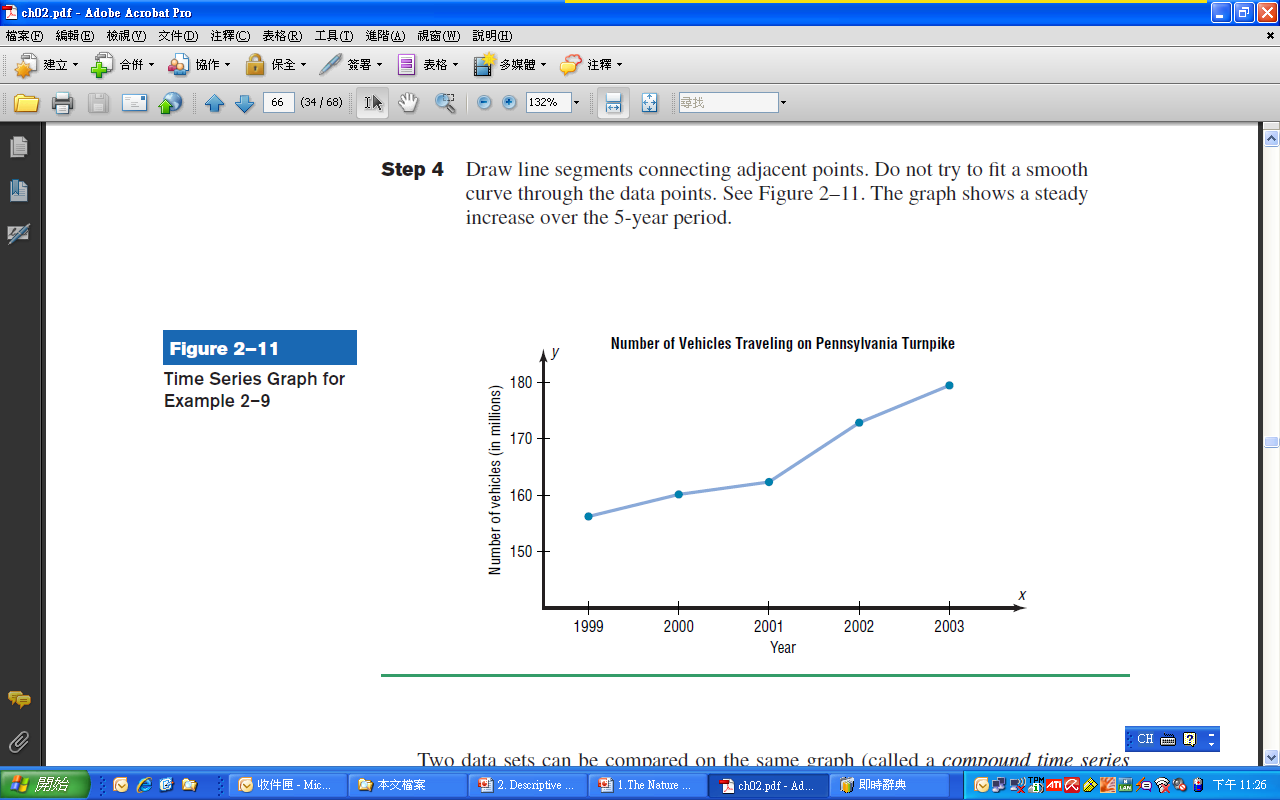 ch02.pdf - Adobe Acrobat Pro
檔案(F) 編輯(E) 檢視(V) 文件(D) 注釋(C) 表格(R) 工具(T) 進階(A) 視窗(W) 說明(H)
建立 合併 協作 保全 簽署 表格 多媒體 注釋
66 (34 / 68) 132% 尋找
Step 4 Draw line segments connecting adjacent points. Do not try to fit a smooth
curve through the data points. See Figure 2–11. The graph shows a steady
increase over the 5-year period.
Figure 2–11
Time Series Graph for
Example 2–9
Number of Vehicles Traveling on Pennsylvania Turnpike
y
Number of vehicles (in millions)
180
170
160
150
x
1999 2000 2001 2002 2003
Year
CH
Two data sets can be compared on the same graph (called a compound time series
開始 收件匣 - Mic... 本文檔案 2. Descriptive ... 1.The Nature ... ch02.pdf - Ad... 即時辭典 下午 11:26